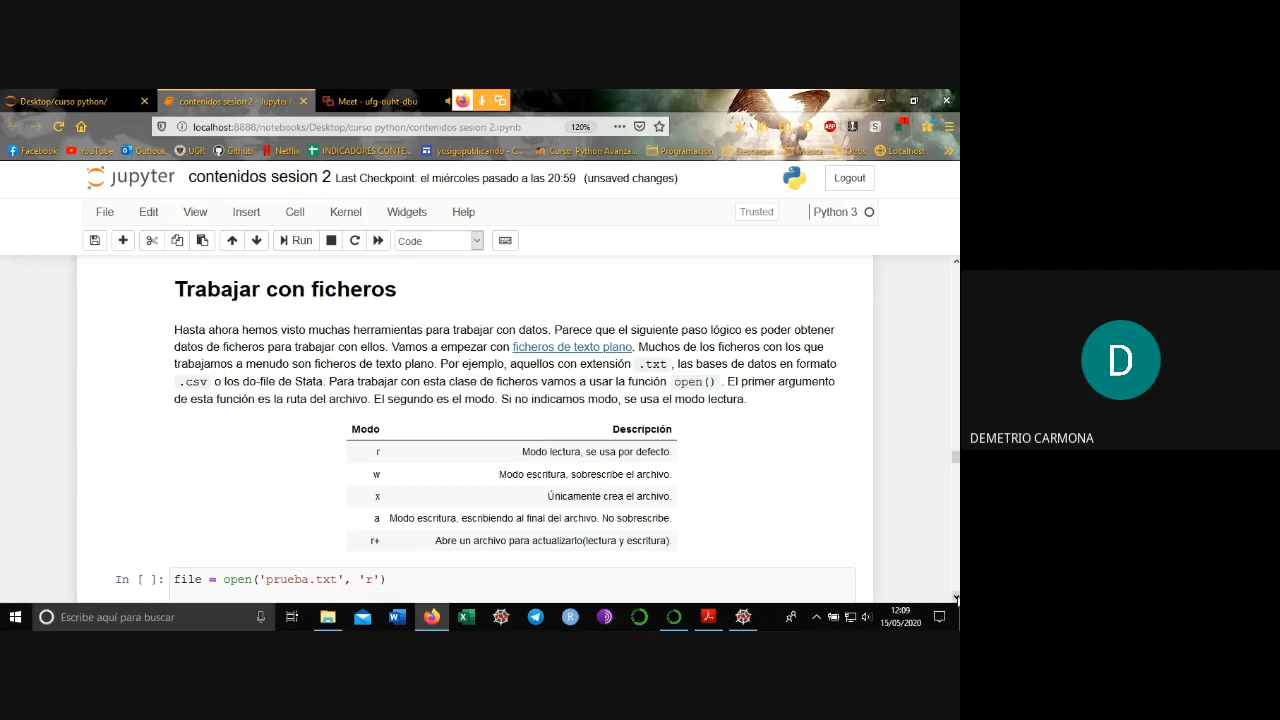 Desktop/curso python/
contenidos sesion 2 - Jupyter
Meet - ufg-ouht-dbu
localhost:8888/notebooks/Desktop/curso python/contenidos sesion 2.ipynb
120%
Facebook YouTube Outlook UGR Github Netflix INDICADORES CONTE... yosigopublicando - C... Curso: Python Avanza... Programación Descargas Música Otros Localhost
jupyter contenidos sesion 2 Last Checkpoint: el miércoles pasado a las 20:59 (unsaved changes)
Logout
File Edit View Insert Cell Kernel Widgets Help
Trusted
Python 3
Run
Code
Trabajar con ficheros
Hasta ahora hemos visto muchas herramientas para trabajar con datos. Parece que el siguiente paso lógico es poder obtener
datos de ficheros para trabajar con ellos. Vamos a empezar con ficheros de texto plano. Muchos de los ficheros con los que
trabajamos a menudo son ficheros de texto plano. Por ejemplo, aquellos con extensión .txt, las bases de datos en formato
.csv o los do-file de Stata. Para trabajar con esta clase de ficheros vamos a usar la función open(). El primer argumento
de esta función es la ruta del archivo. El segundo es el modo. Si no indicamos modo, se usa el modo lectura.
Modo Descripción
r Modo lectura, se usa por defecto.
w Modo escritura, sobrescribe el archivo.
x Únicamente crea el archivo.
a Modo escritura, escribiendo al final del archivo. No sobrescribe.
r+ Abre un archivo para actualizarlo(lectura y escritura).
In [ ]: file = open('prueba.txt', 'r')
Escribe aquí para buscar
12:09
15/05/2020
D
DEMETRIO CARMONA